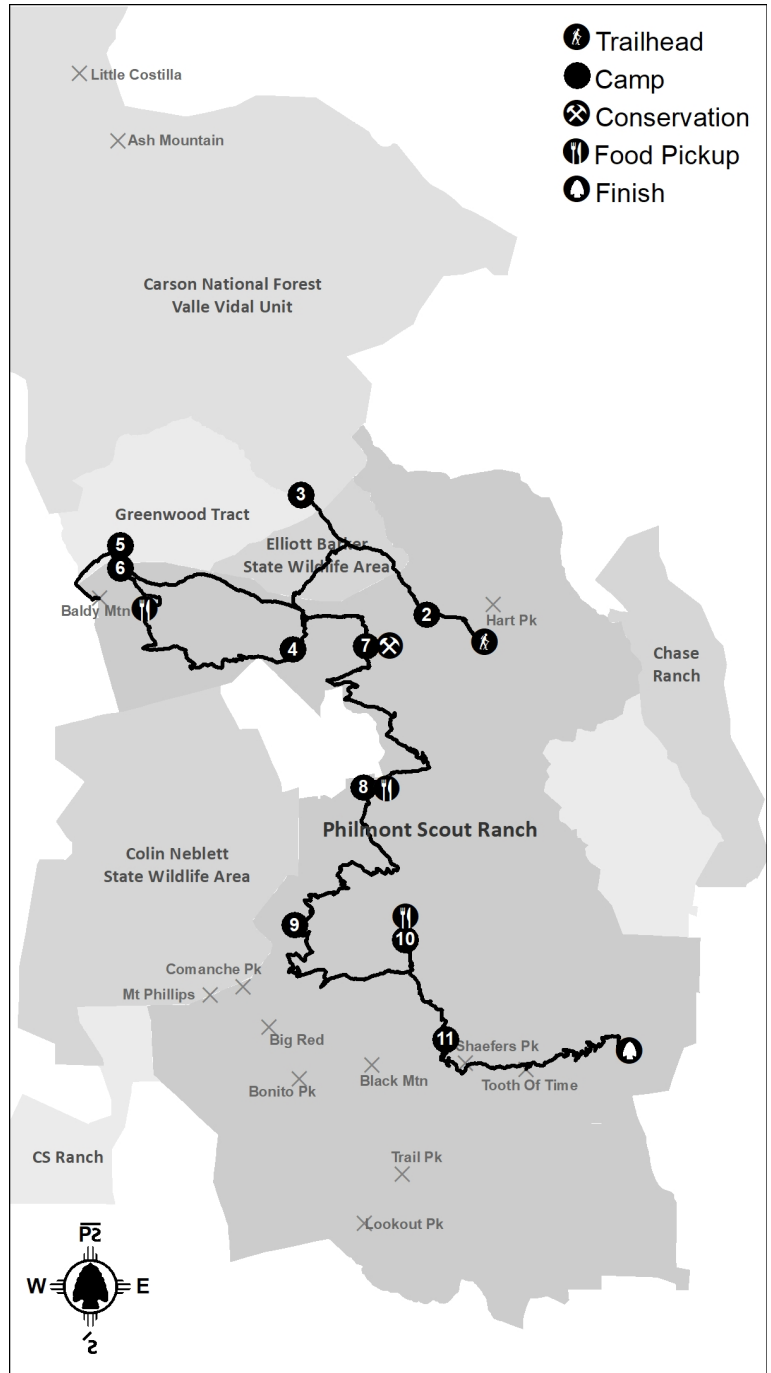 Trailhead
Camp
Conservation
Food Pickup
Finish
Little Costilla
Ash Mountain
Carson National Forest
Valle Vidal Unit
3
Greenwood Tract
Elliott Barker
State Wildlife Area
5
6
Baldy Mtn
2
Hart Pk
4
7
Chase
Ranch
8
Philmont Scout Ranch
Colin Neblett
State Wildlife Area
9
10
Comanche Pk
Mt Phillips
Big Red
11
Shaefers Pk
Black Mtn
Tooth Of Time
Bonito Pk
CS Ranch
Trail Pk
Lookout Pk
W
E